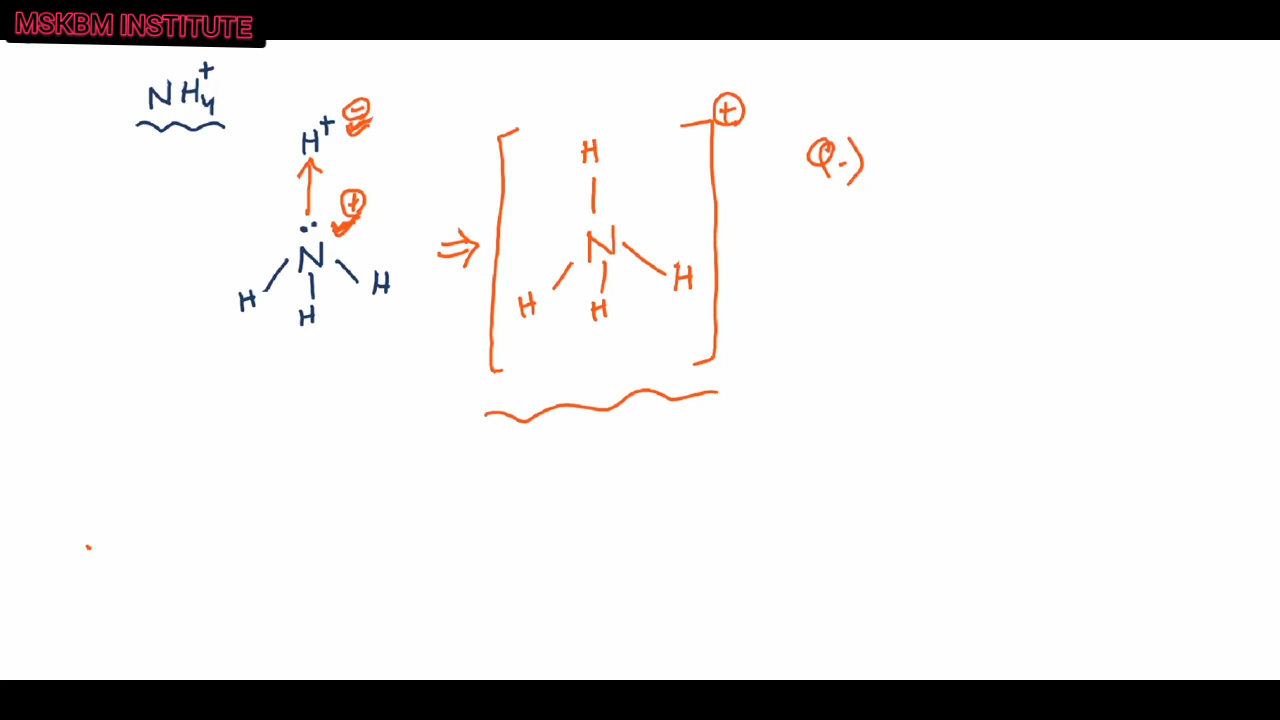 MSKBM INSTITUTE
NH4+
H+ ⊖
⊕
N
H H H
⇒
[ H N H H H ] ⊕
Q.)